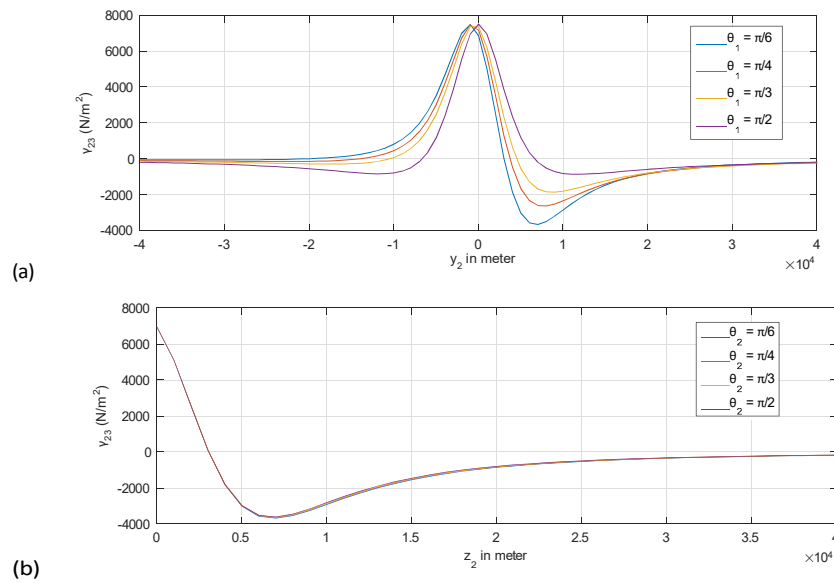 8000
6000
4000
2000
0
-2000
-4000
γ23 (N/m2)
-4 -3 -2 -1 0 1 2 3 4
y2 in meter
×10^4
θ1 = π/6
θ1 = π/4
θ1 = π/3
θ1 = π/2
(a)
8000
6000
4000
2000
0
-2000
-4000
γ23 (N/m2)
0 0.5 1 1.5 2 2.5 3 3.5 4
z2 in meter
×10^4
θ2 = π/6
θ2 = π/4
θ2 = π/3
θ2 = π/2
(b)